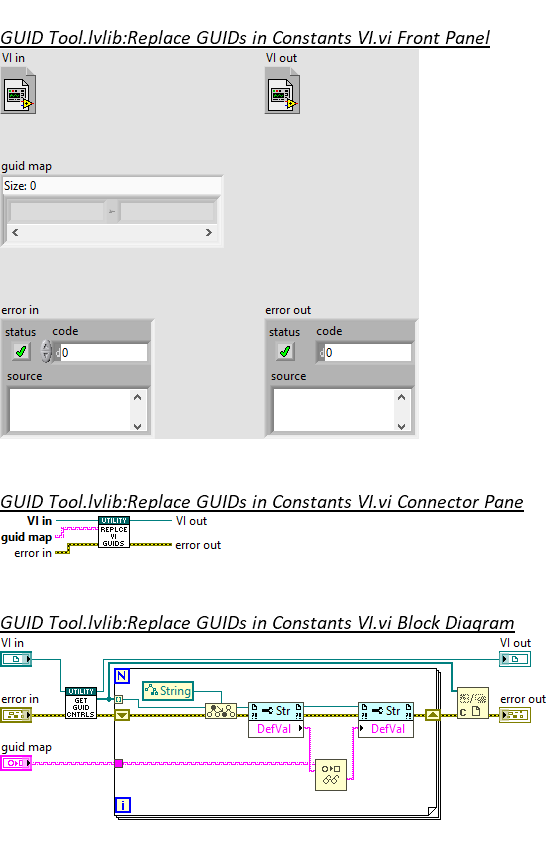 GUID Tool.lvlib:Replace GUIDs in Constants VI.vi Front Panel
VI in
VI out
guid map
Size: 0
error in
error out
status code
status code
d 0
d 0
source
source
GUID Tool.lvlib:Replace GUIDs in Constants VI.vi Connector Pane
VI in
UTILITY
VI out
guid map
REPLCE
VI
GUIDS
error in
error out
GUID Tool.lvlib:Replace GUIDs in Constants VI.vi Block Diagram
VI in
VI out
N
UTILITY
GET
GUID
CNTRLS
String
error in
error out
Str
Str
DefVal
DefVal
C
guid map
i